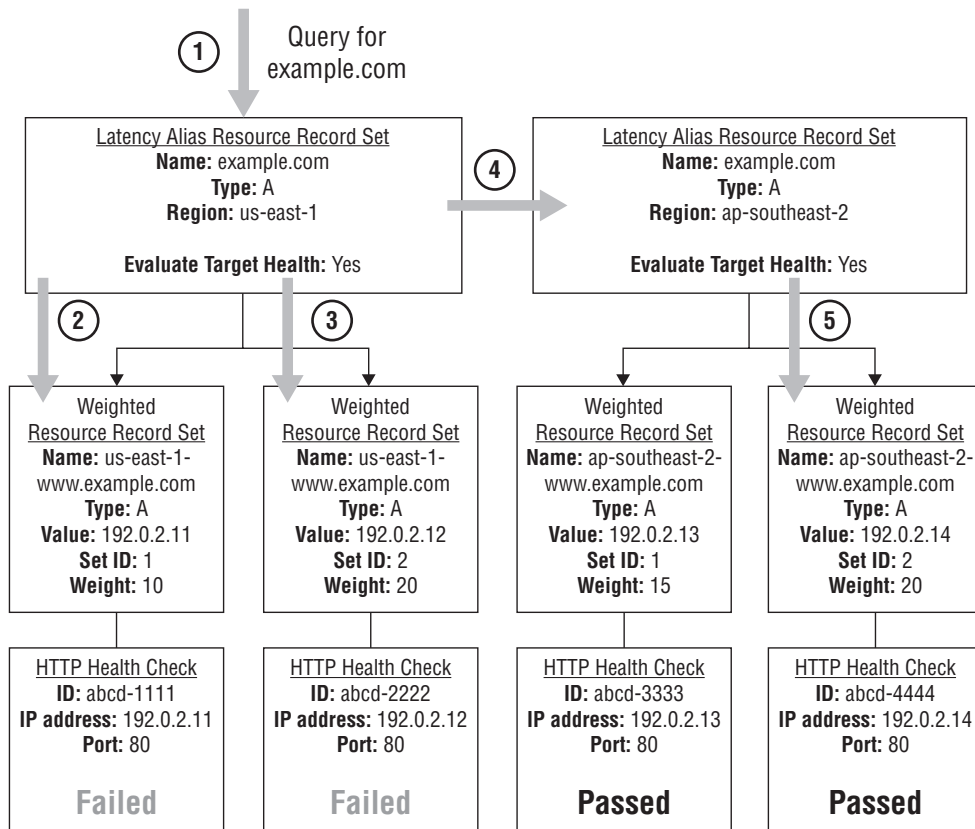 1
Query for
example.com
Latency Alias Resource Record Set
Name: example.com
Type: A
Region: us-east-1
Evaluate Target Health: Yes
4
Latency Alias Resource Record Set
Name: example.com
Type: A
Region: ap-southeast-2
Evaluate Target Health: Yes
2
3
5
Weighted
Resource Record Set
Name: us-east-1-
www.example.com
Type: A
Value: 192.0.2.11
Set ID: 1
Weight: 10
Weighted
Resource Record Set
Name: us-east-1-
www.example.com
Type: A
Value: 192.0.2.12
Set ID: 2
Weight: 20
Weighted
Resource Record Set
Name: ap-southeast-2-
www.example.com
Type: A
Value: 192.0.2.13
Set ID: 1
Weight: 15
Weighted
Resource Record Set
Name: ap-southeast-2-
www.example.com
Type: A
Value: 192.0.2.14
Set ID: 2
Weight: 20
HTTP Health Check
ID: abcd-1111
IP address: 192.0.2.11
Port: 80
Failed
HTTP Health Check
ID: abcd-2222
IP address: 192.0.2.12
Port: 80
Failed
HTTP Health Check
ID: abcd-3333
IP address: 192.0.2.13
Port: 80
Passed
HTTP Health Check
ID: abcd-4444
IP address: 192.0.2.14
Port: 80
Passed